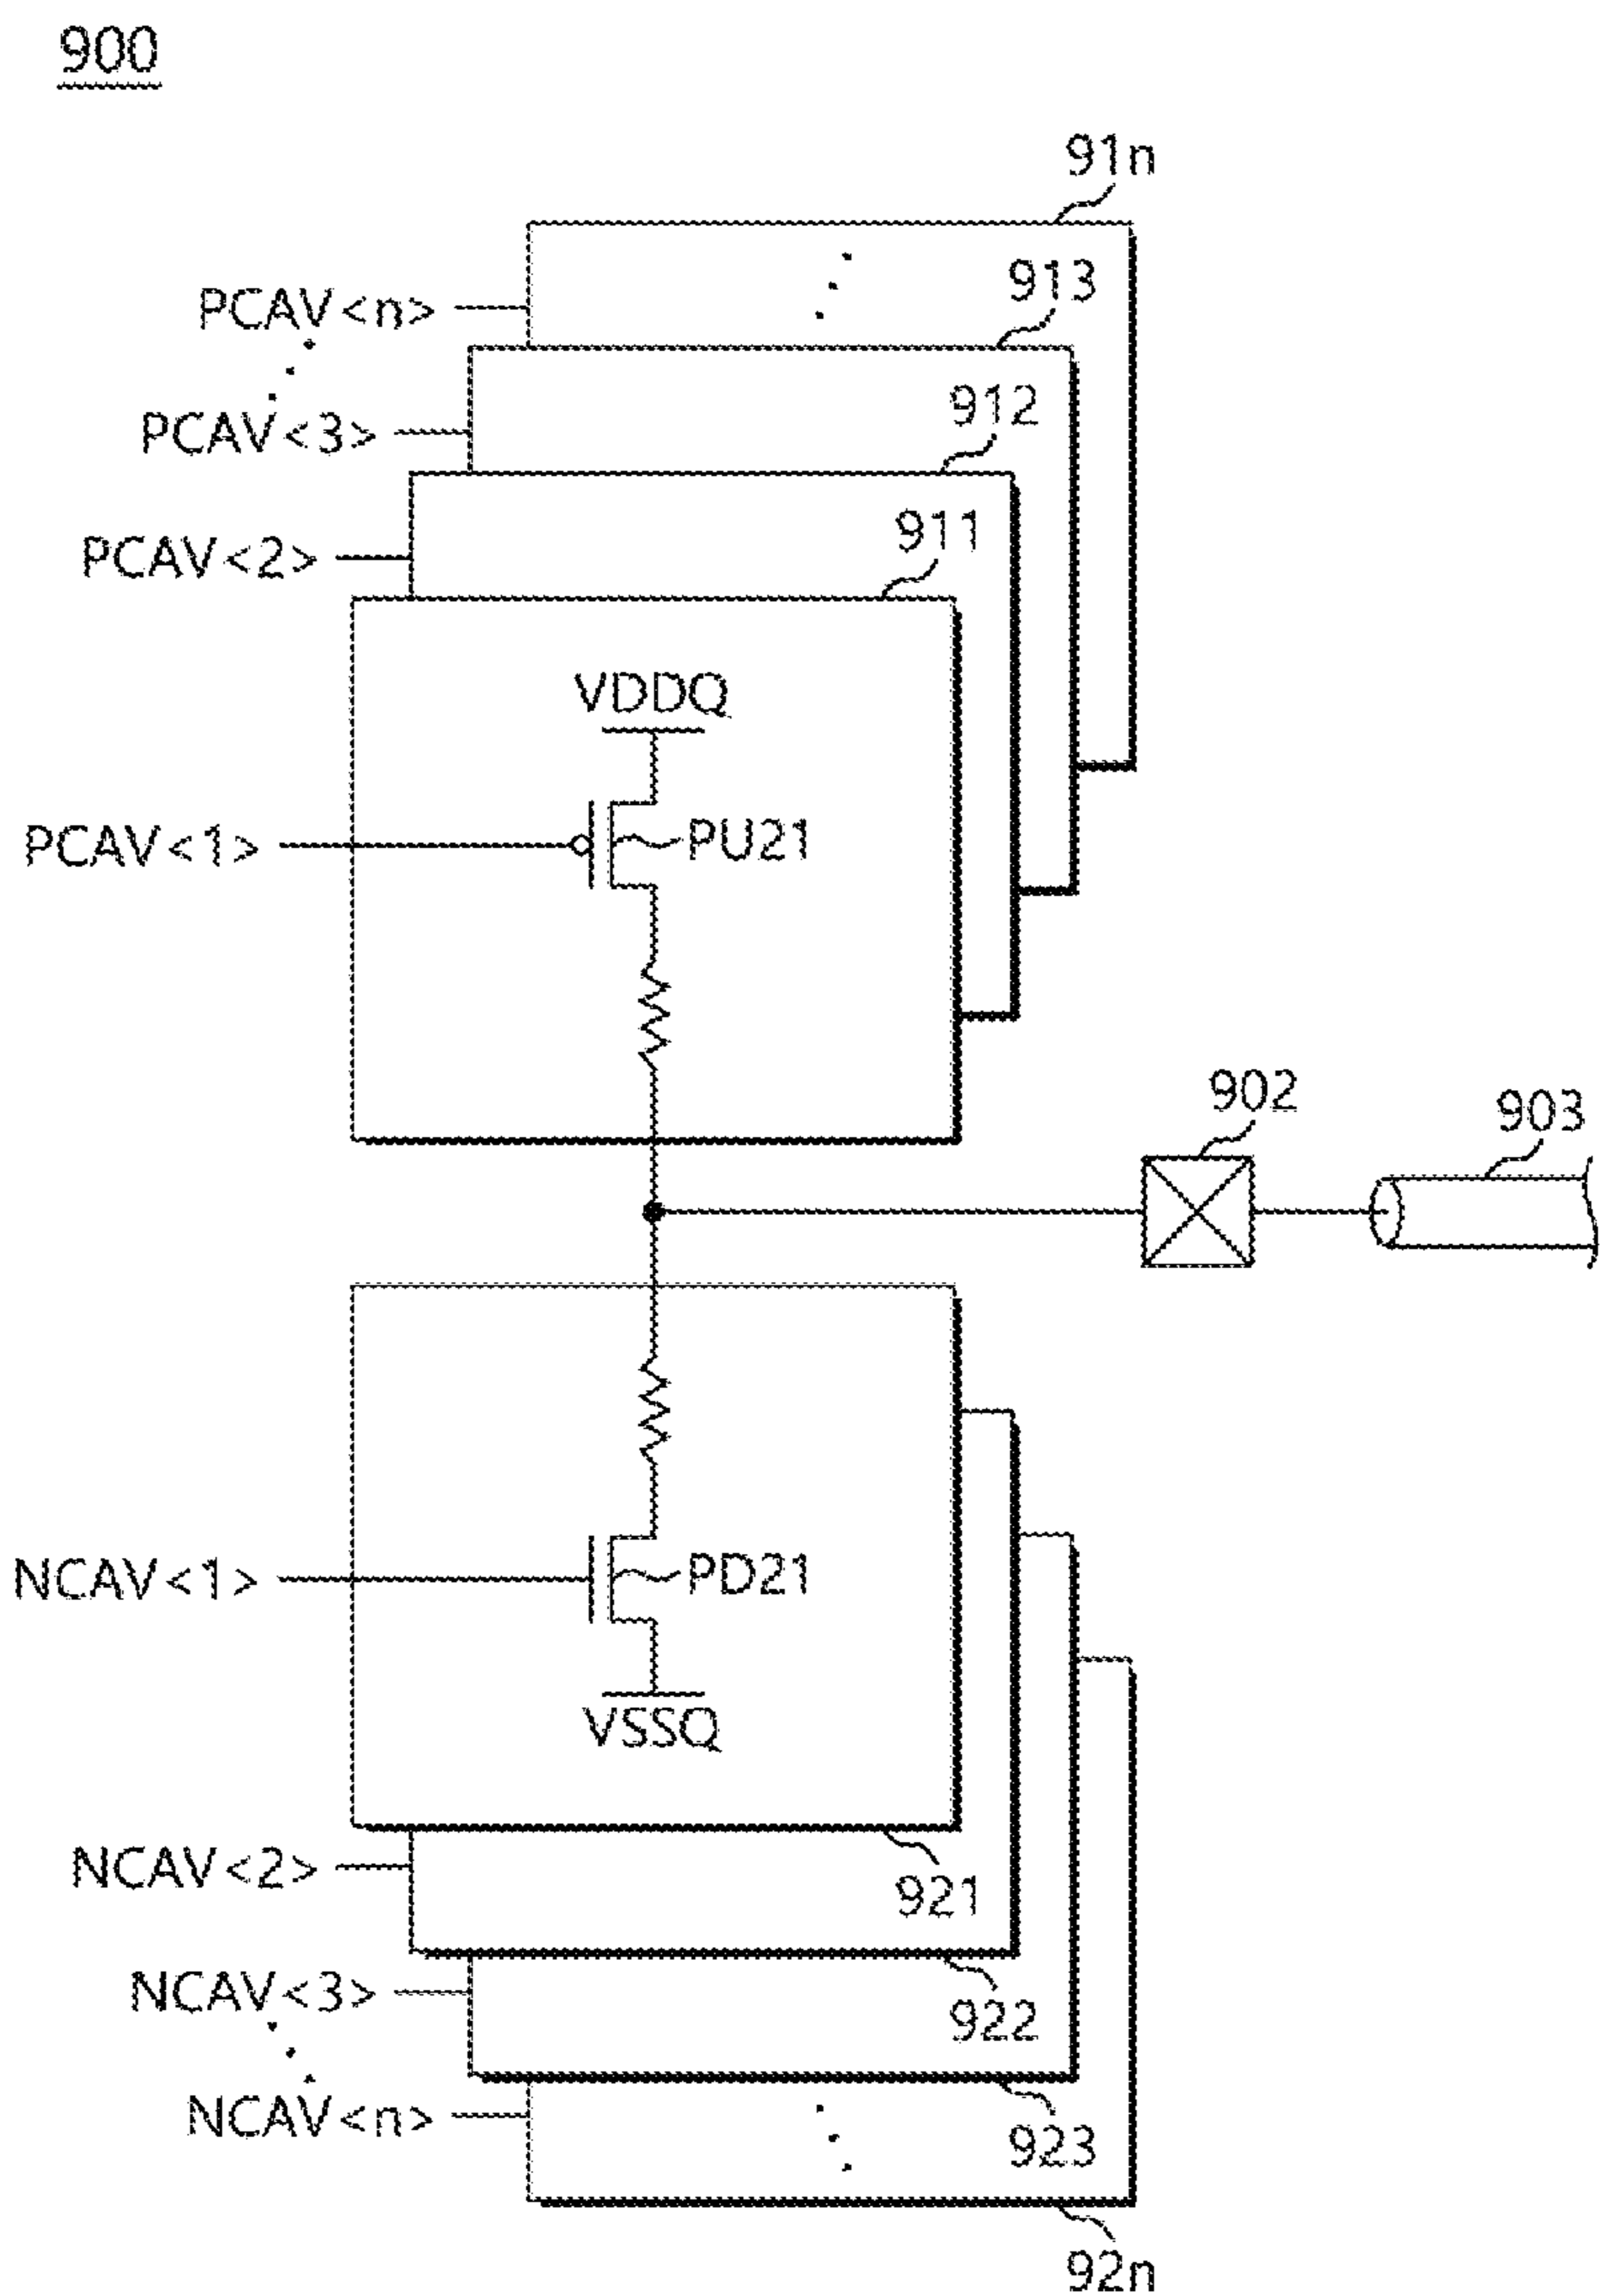 900
91n
913
PCAV<n>
912
PCAV<3>
911
PCAV<2>
VDDQ
PCAV<1>
PU21
902
903
NCAV<1>
PD21
VSSQ
NCAV<2>
921
NCAV<3>
922
NCAV<n>
923
92n